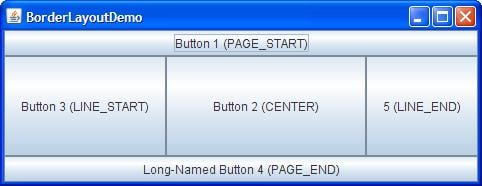 BorderLayoutDemo
Button 1 (PAGE_START)
Button 3 (LINE_START)
Button 2 (CENTER)
5 (LINE_END)
Long-Named Button 4 (PAGE_END)